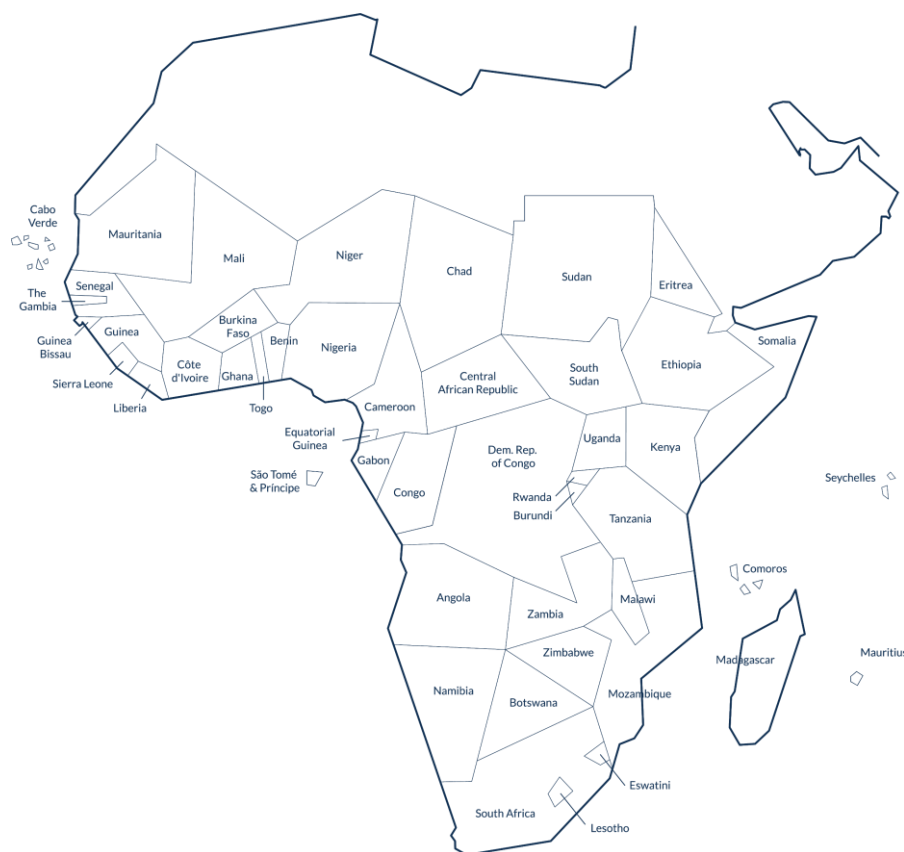 Cabo
Verde
Mauritania
Mali
Niger
Chad
Sudan
Eritrea
Senegal
The
Gambia
Guinea
Bissau
Guinea
Sierra Leone
Liberia
Côte
d'Ivoire
Burkina
Faso
Ghana
Togo
Benin
Nigeria
Cameroon
Central
African Republic
South
Sudan
Ethiopia
Somalia
Equatorial
Guinea
Gabon
São Tomé
& Príncipe
Congo
Dem. Rep.
of Congo
Uganda
Kenya
Rwanda
Burundi
Tanzania
Seychelles
Comoros
Angola
Zambia
Malawi
Zimbabwe
Madagascar
Mauritius
Namibia
Botswana
Mozambique
Eswatini
South Africa
Lesotho